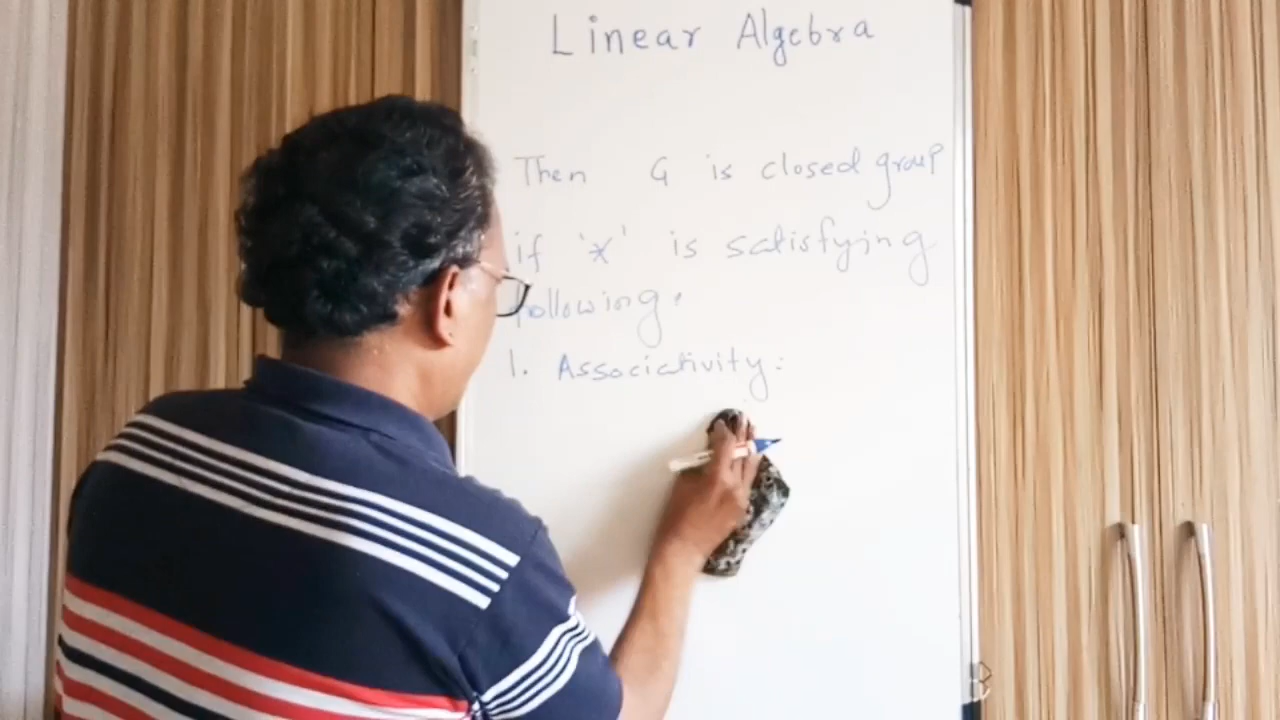 Linear Algebra
Then G is closed group
if '*' is satisfying
following:
1. Associativity: